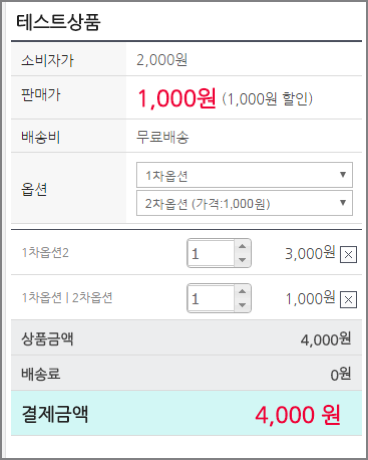 테스트상품
소비자가 2,000원
판매가 1,000원 (1,000원 할인)
배송비 무료배송
옵션 1차옵션
2차옵션 (가격:1,000원)
1차옵션2 1 3,000원
1차옵션 | 2차옵션 1 1,000원
상품금액 4,000원
배송료 0원
결제금액 4,000 원